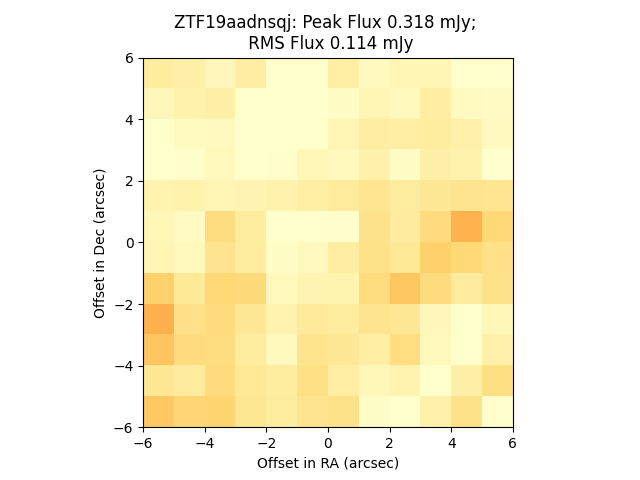 ZTF19aadnsqj: Peak Flux 0.318 mJy;
RMS Flux 0.114 mJy
6
4
2
0
−2
−4
−6
Offset in Dec (arcsec)
−6 −4 −2 0 2 4 6
Offset in RA (arcsec)